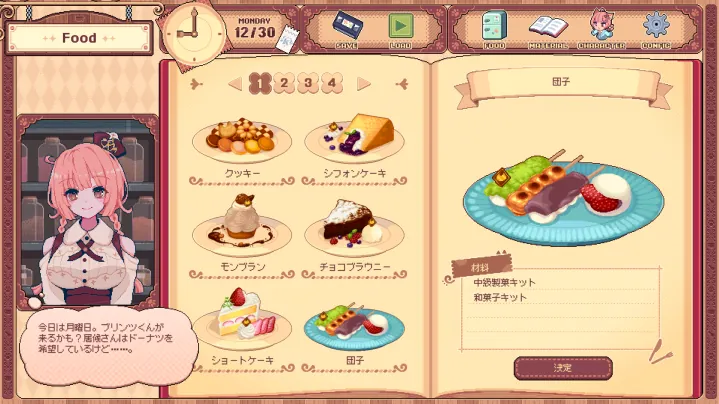 Food
MONDAY
12/30
SAVE
LOAD
FOOD
MATERIAL
CHARACTER
CONFIG
1 2 3 4
クッキー
シフォンケーキ
モンブラン
チョコブラウニー
ショートケーキ
団子
団子
材料
中級製菓キット
和菓子キット
決定
今日は月曜日。プリンツくんが
来るかも？居候さんはドーナツを
希望しているけど……。